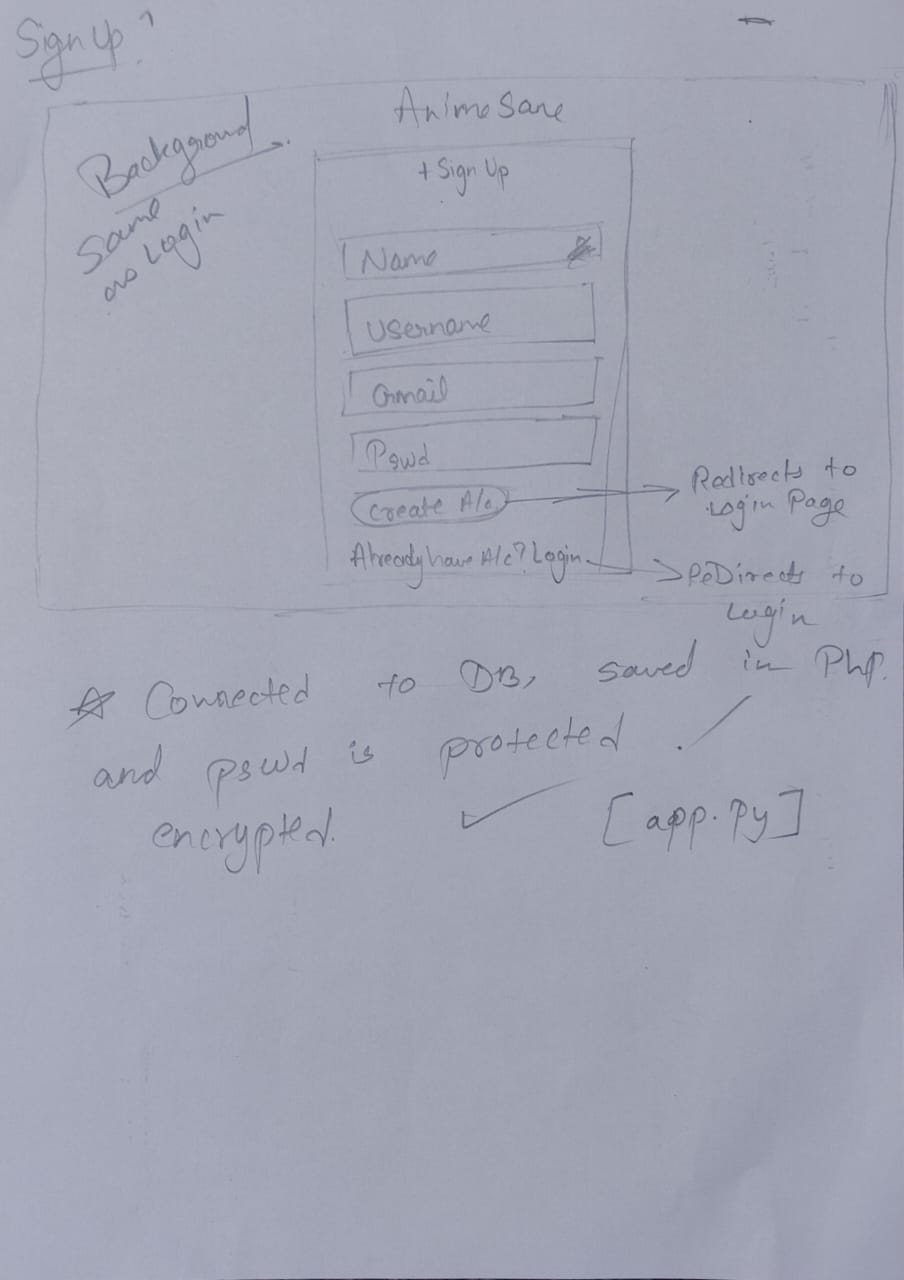 Sign Up
AnimeSane
Background
Same
as Login
+ Sign Up
Name
Username
Gmail
Pswd
Create A/c
Redirects to
Login Page
Already have A/c? Login
ReDirects to
Login
☆ Connected to DB, saved in Php.
and pswd is protected
encrypted.
[app.py]